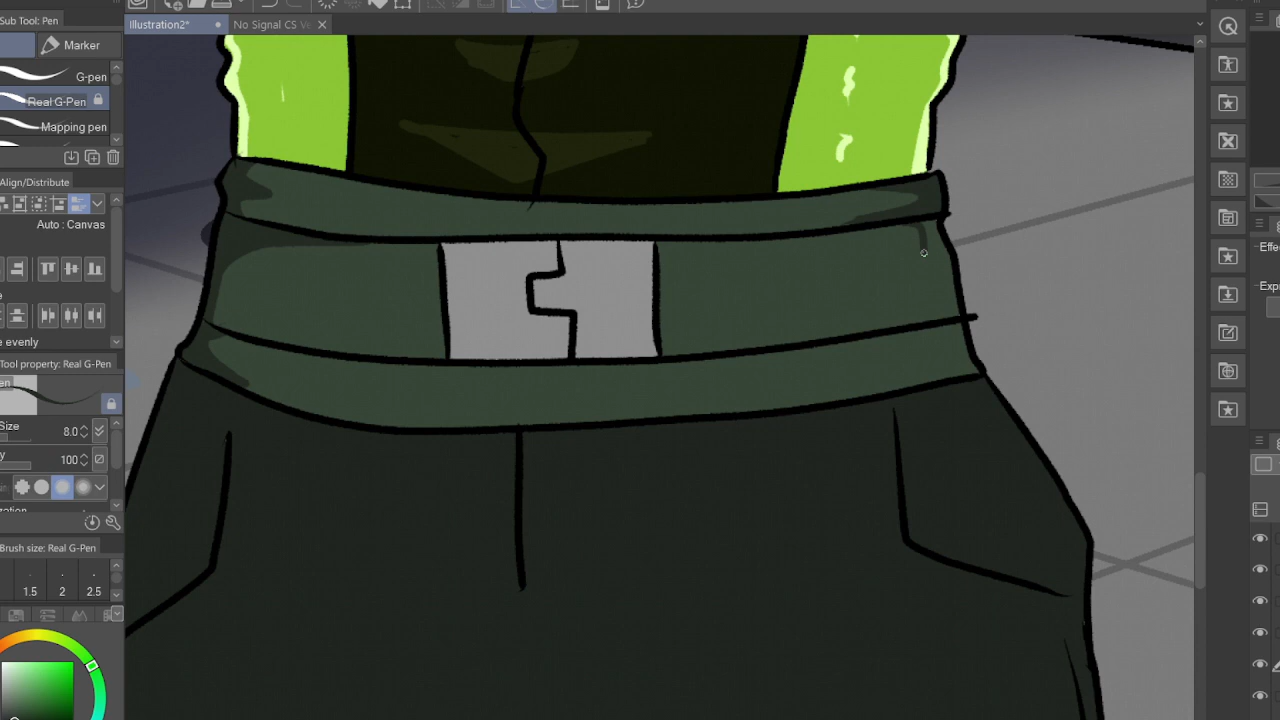 Illustration2*
No Signal CS Ve
Sub Tool: Pen
Marker
G-pen
Real G-Pen
Mapping pen
Align/Distribute
Auto : Canvas
e evenly
Tool property: Real G-Pen
Size
8.0
100
Brush size: Real G-Pen
1.5 2 2.5
Effe
Exp